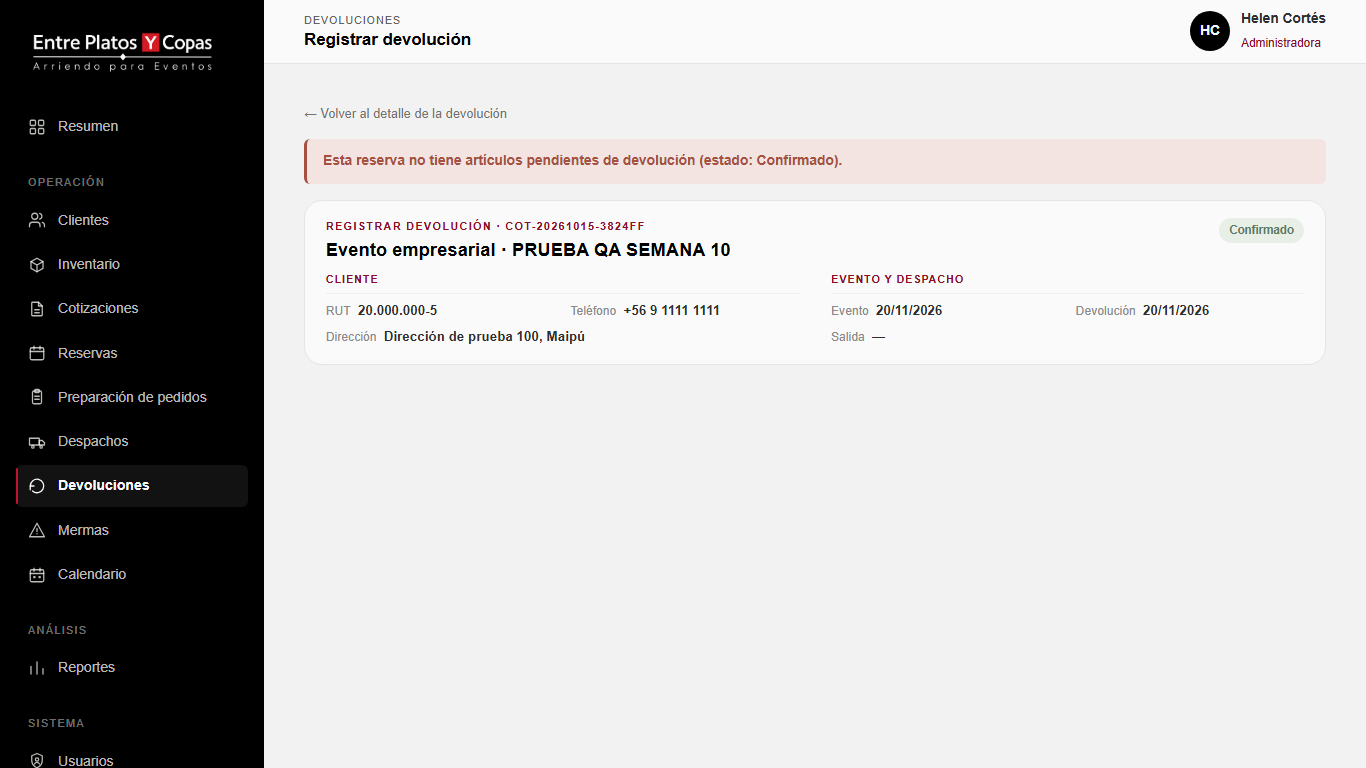 Entre Platos Y Copas
Arriendo para Eventos
Resumen
OPERACIÓN
Clientes
Inventario
Cotizaciones
Reservas
Preparación de pedidos
Despachos
Devoluciones
Mermas
Calendario
ANÁLISIS
Reportes
SISTEMA
Usuarios
DEVOLUCIONES
Registrar devolución
HC
Helen Cortés
Administradora
← Volver al detalle de la devolución
Esta reserva no tiene artículos pendientes de devolución (estado: Confirmado).
REGISTRAR DEVOLUCIÓN · COT-20261015-3824FF
Confirmado
Evento empresarial · PRUEBA QA SEMANA 10
CLIENTE
RUT 20.000.000-5 Teléfono +56 9 1111 1111
Dirección Dirección de prueba 100, Maipú
EVENTO Y DESPACHO
Evento 20/11/2026 Devolución 20/11/2026
Salida —